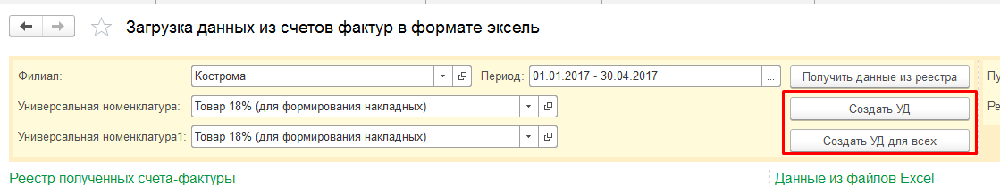 Загрузка данных из счетов фактур в формате эксель
Филиал: Кострома Период: 01.01.2017 - 30.04.2017 ... Получить данные из реестра
Универсальная номенклатура: Товар 18% (для формирования накладных) Создать УД
Универсальная номенклатура1: Товар 18% (для формирования накладных) Создать УД для всех
Реестр полученных счета-фактуры Данные из файлов Excel